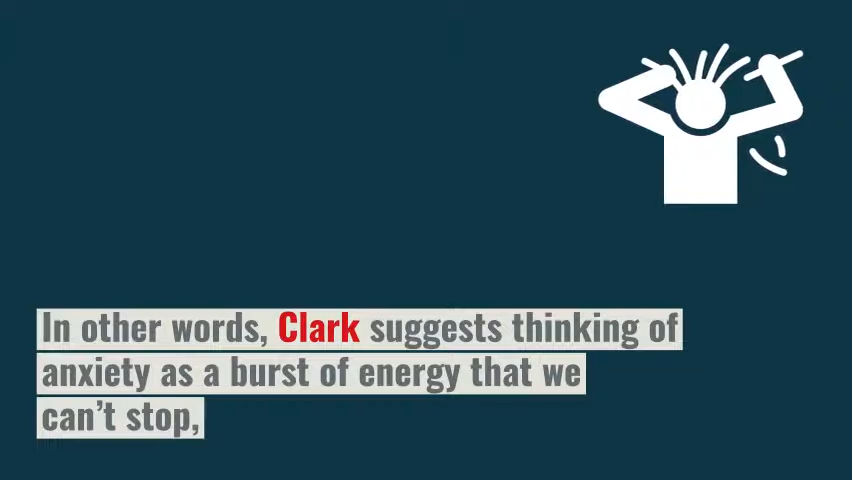 In other words, Clark suggests thinking of
anxiety as a burst of energy that we
can’t stop,